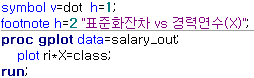 symbol v=dot h=1;
footnote h=2 "표준화잔차 vs 경력연수(X)";
proc gplot data=salary_out;
plot ri*X=class;
run;